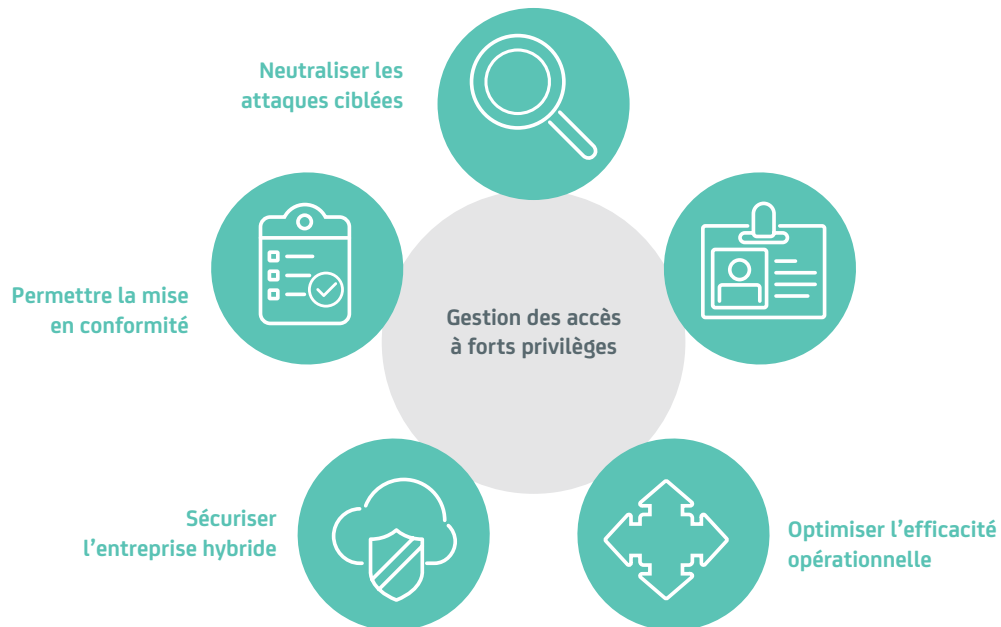 Neutraliser les
attaques ciblées
Permettre la mise
en conformité
Gestion des accès
à forts privilèges
Sécuriser
l’entreprise hybride
Optimiser l’efficacité
opérationnelle